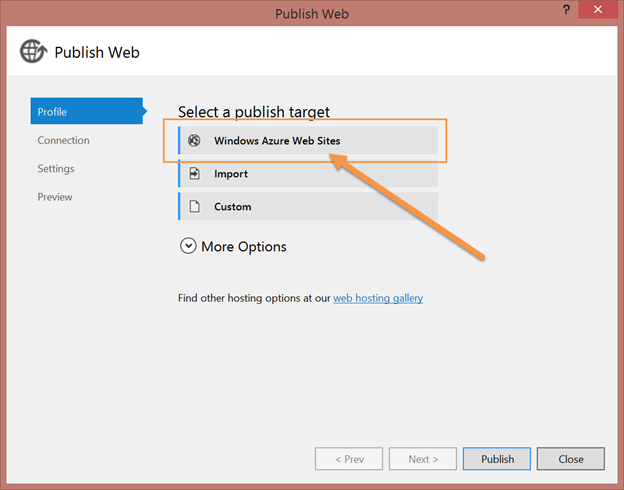 Publish Web
?
Publish Web
Profile
Connection
Settings
Preview
Select a publish target
Windows Azure Web Sites
Import
Custom
More Options
Find other hosting options at our web hosting gallery
< Prev
Next >
Publish
Close